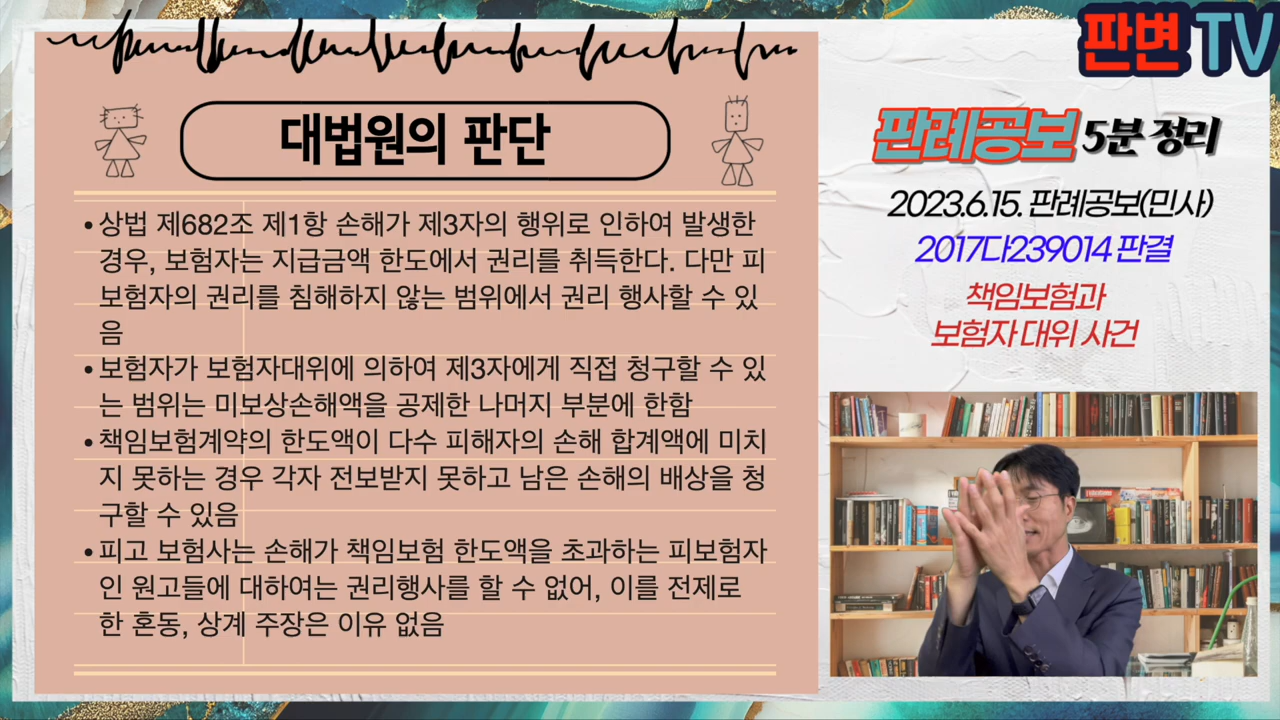 판변 TV
대법원의 판단
• 상법 제682조 제1항 손해가 제3자의 행위로 인하여 발생한
경우, 보험자는 지급금액 한도에서 권리를 취득한다. 다만 피
보험자의 권리를 침해하지 않는 범위에서 권리 행사할 수 있
음
• 보험자가 보험자대위에 의하여 제3자에게 직접 청구할 수 있
는 범위는 미보상손해액을 공제한 나머지 부분에 한함
• 책임보험계약의 한도액이 다수 피해자의 손해 합계액에 미치
지 못하는 경우 각자 전보받지 못하고 남은 손해의 배상을 청
구할 수 있음
• 피고 보험사는 손해가 책임보험 한도액을 초과하는 피보험자
인 원고들에 대하여는 권리행사를 할 수 없어, 이를 전제로
한 혼동, 상계 주장은 이유 없음
판례공보 5분 정리
2023.6.15. 판례공보(민사)
2017다239014 판결
책임보험과
보험자 대위 사건